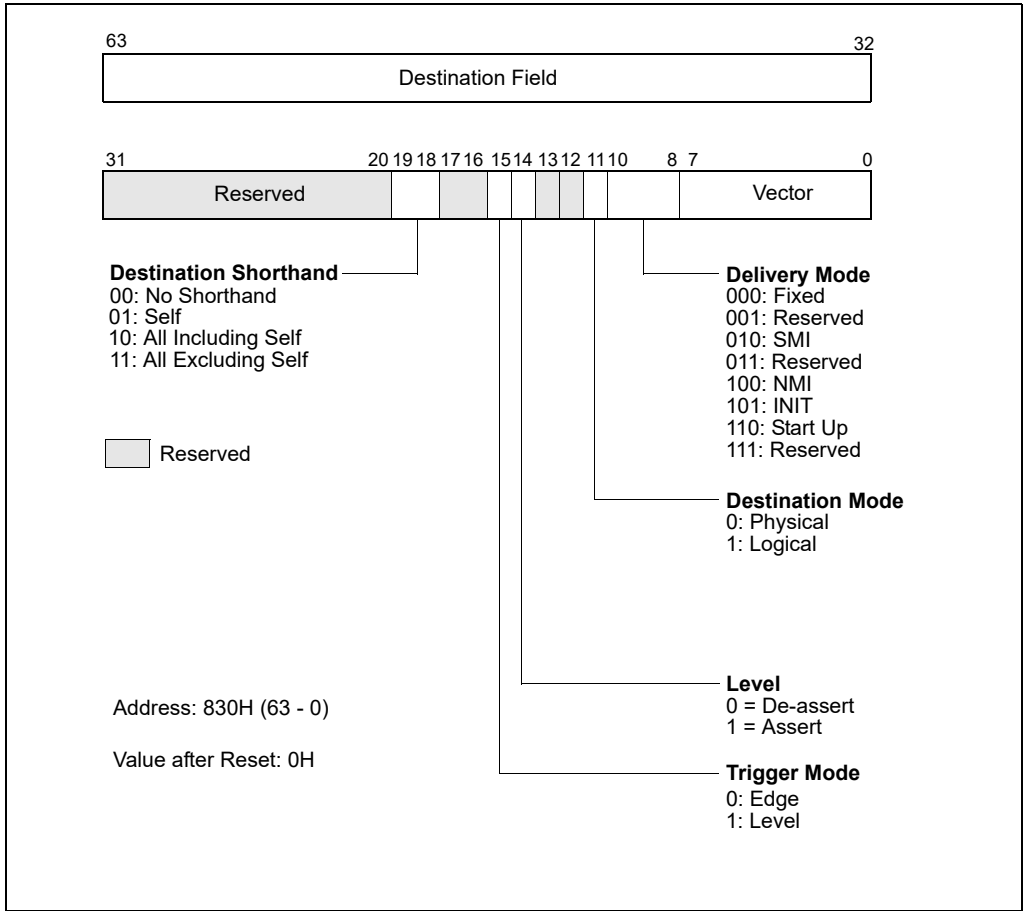 63 32
Destination Field
31 20 19 18 17 16 15 14 13 12 11 10 8 7 0
Reserved Vector
Destination Shorthand
00: No Shorthand
01: Self
10: All Including Self
11: All Excluding Self
Reserved
Delivery Mode
000: Fixed
001: Reserved
010: SMI
011: Reserved
100: NMI
101: INIT
110: Start Up
111: Reserved
Destination Mode
0: Physical
1: Logical
Level
0 = De-assert
1 = Assert
Address: 830H (63 - 0)
Value after Reset: 0H
Trigger Mode
0: Edge
1: Level